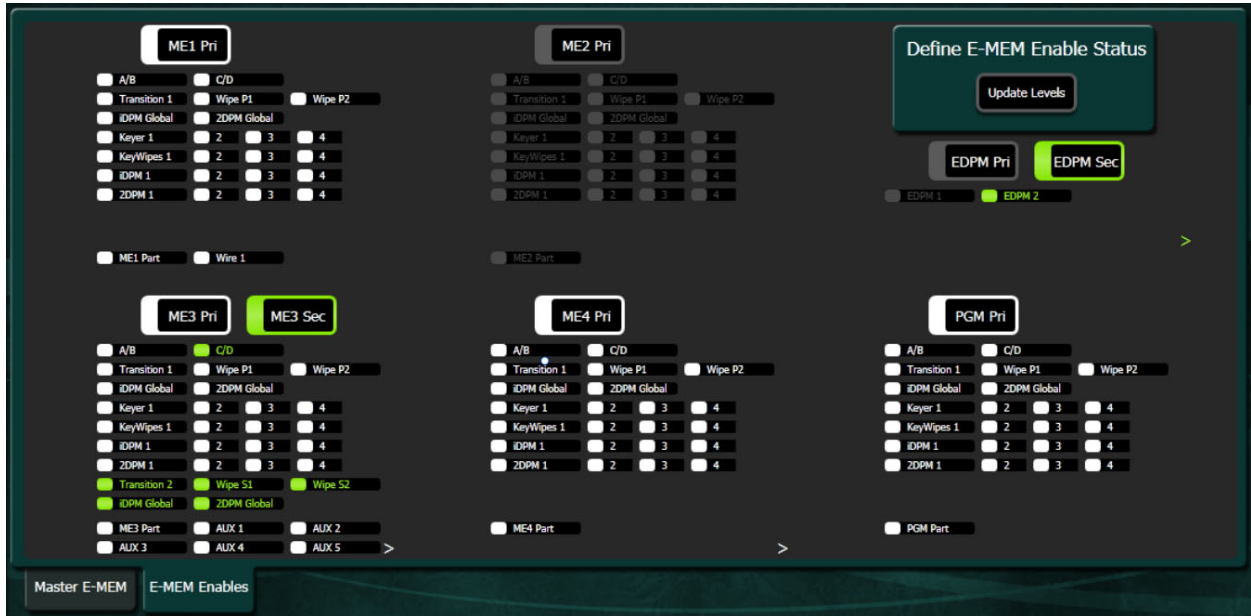 ME1 Pri
A/B C/D
Transition 1 Wipe P1 Wipe P2
iDPM Global 2DPM Global
Keyer 1 2 3 4
KeyWipes 1 2 3 4
iDPM 1 2 3 4
2DPM 1 2 3 4
ME1 Part Wire 1
ME2 Pri
A/B C/D
Transition 1 Wipe P1 Wipe P2
iDPM Global 2DPM Global
Keyer 1 2 3 4
KeyWipes 1 2 3 4
iDPM 1 2 3 4
2DPM 1 2 3 4
ME2 Part
Define E-MEM Enable Status
Update Levels
EDPM Pri EDPM Sec
EDPM 1 EDPM 2
>
ME3 Pri ME3 Sec
A/B C/D
Transition 1 Wipe P1 Wipe P2
iDPM Global 2DPM Global
Keyer 1 2 3 4
KeyWipes 1 2 3 4
iDPM 1 2 3 4
2DPM 1 2 3 4
Transition 2 Wipe S1 Wipe S2
iDPM Global 2DPM Global
ME3 Part AUX 1 AUX 2
AUX 3 AUX 4 AUX 5 >
ME4 Pri
A/B C/D
Transition 1 Wipe P1 Wipe P2
iDPM Global 2DPM Global
Keyer 1 2 3 4
KeyWipes 1 2 3 4
iDPM 1 2 3 4
2DPM 1 2 3 4
ME4 Part
>
PGM Pri
A/B C/D
Transition 1 Wipe P1 Wipe P2
iDPM Global 2DPM Global
Keyer 1 2 3 4
KeyWipes 1 2 3 4
iDPM 1 2 3 4
2DPM 1 2 3 4
PGM Part
Master E-MEM E-MEM Enables